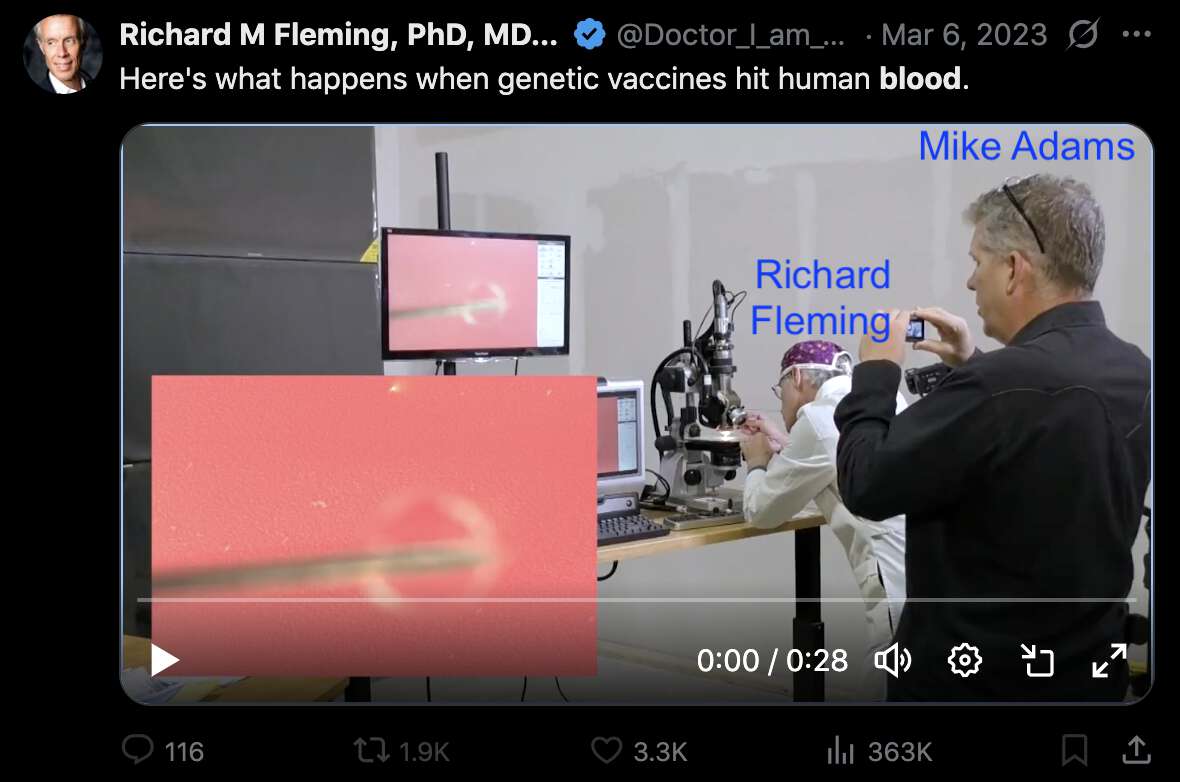 Richard M Fleming, PhD, MD... @Doctor_I_am_... · Mar 6, 2023
Here's what happens when genetic vaccines hit human blood.
Mike Adams
Richard
Fleming
0:00 / 0:28
116 1.9K 3.3K 363K